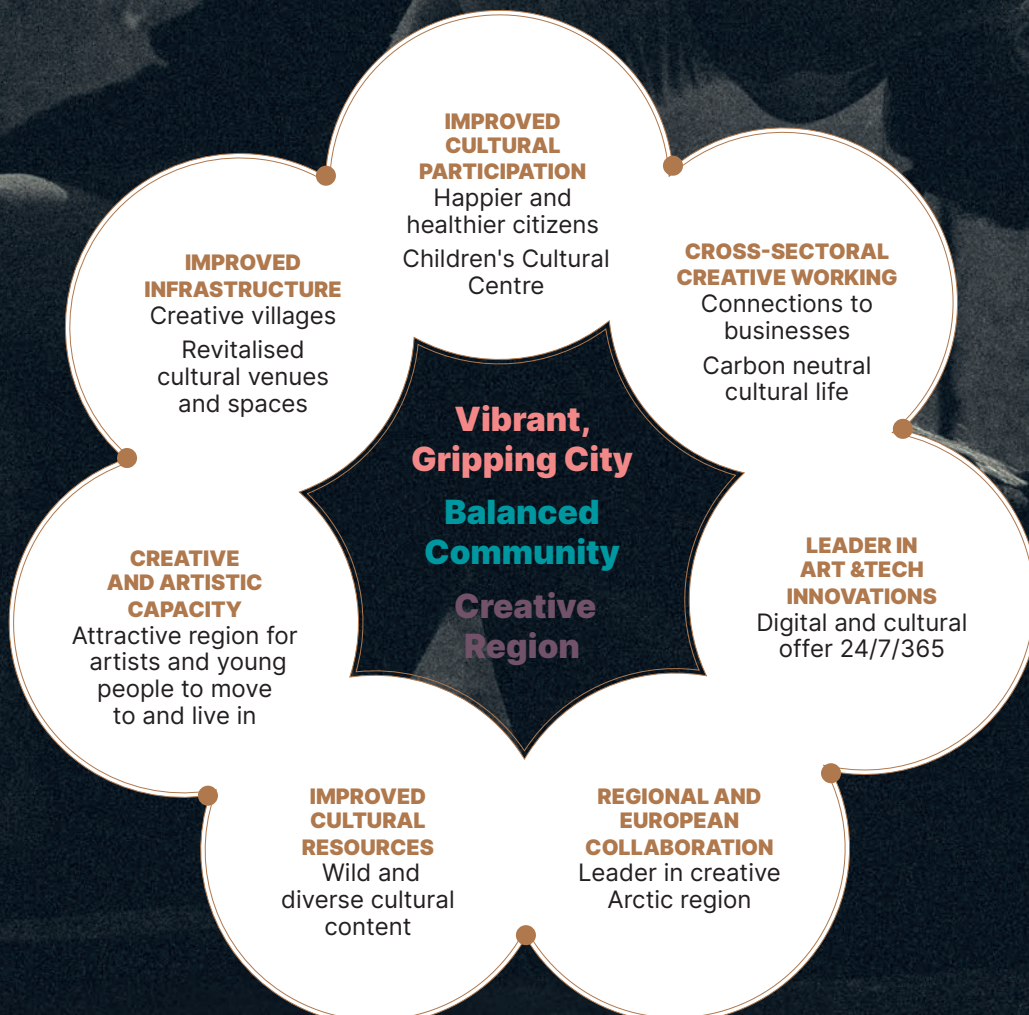 IMPROVED
CULTURAL
PARTICIPATION
Happier and
healthier citizens
Children's Cultural
Centre
CROSS-SECTORAL
CREATIVE WORKING
Connections to
businesses
Carbon neutral
cultural life
LEADER IN
ART &TECH
INNOVATIONS
Digital and cultural
offer 24/7/365
REGIONAL AND
EUROPEAN
COLLABORATION
Leader in creative
Arctic region
IMPROVED
CULTURAL
RESOURCES
Wild and
diverse cultural
content
CREATIVE
AND ARTISTIC
CAPACITY
Attractive region for
artists and young
people to move
to and live in
IMPROVED
INFRASTRUCTURE
Creative villages
Revitalised
cultural venues
and spaces
Vibrant,
Gripping City
Balanced
Community
Creative
Region